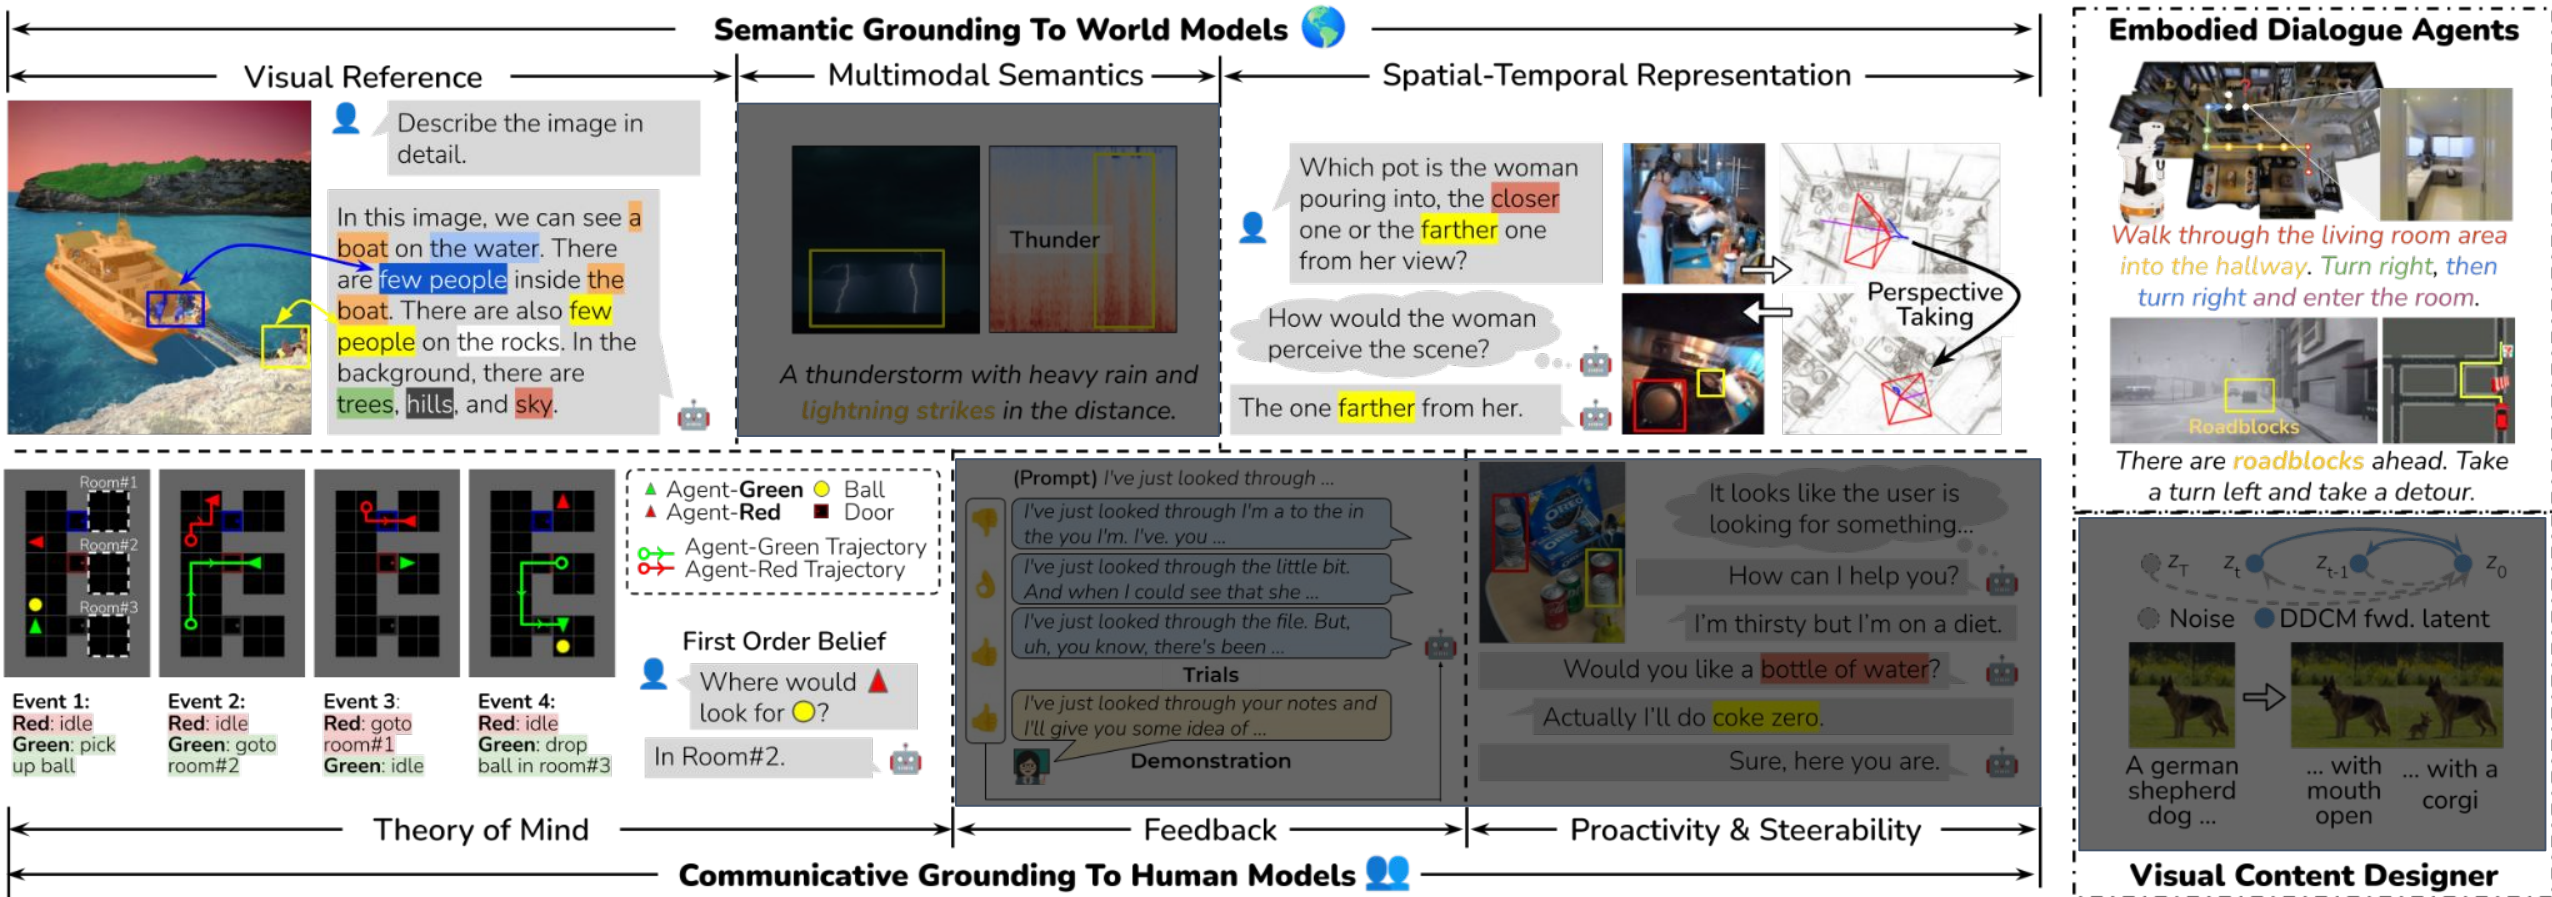 Semantic Grounding To World Models
Visual Reference
Multimodal Semantics
Spatial-Temporal Representation
Describe the image in
detail.
In this image, we can see a
boat on the water. There
are few people inside the
boat. There are also few
people on the rocks. In the
background, there are
trees, hills, and sky.
Thunder
A thunderstorm with heavy rain and
lightning strikes in the distance.
Which pot is the woman
pouring into, the closer
one or the farther one
from her view?
How would the woman
perceive the scene?
The one farther from her.
Perspective
Taking
Embodied Dialogue Agents
Walk through the living room area
into the hallway. Turn right, then
turn right and enter the room.
Roadblocks
There are roadblocks ahead. Take
a turn left and take a detour.
Room#1
Room#2
Room#3
Agent-Green
Ball
Agent-Red
Door
Agent-Green Trajectory
Agent-Red Trajectory
Event 1:
Red: idle
Green: pick
up ball
Event 2:
Red: idle
Green: goto
room#2
Event 3:
Red: goto
room#1
Green: idle
Event 4:
Red: idle
Green: drop
ball in room#3
First Order Belief
Where would
look for ?
In Room#2.
(Prompt) I've just looked through ...
I've just looked through I'm a to the in
the you I'm. I've. you ...
I've just looked through the little bit.
And when I could see that she ...
I've just looked through the file. But,
uh, you know, there's been ...
Trials
I've just looked through your notes and
I'll give you some idea of ...
Demonstration
It looks like the user is
looking for something...
How can I help you?
I'm thirsty but I'm on a diet.
Would you like a bottle of water?
Actually I'll do coke zero.
Sure, here you are.
Theory of Mind
Feedback
Proactivity & Steerability
Communicative Grounding To Human Models
zT zt zt-1 z0
Noise
DDCM fwd. latent
A german
shepherd
dog ...
... with
mouth
open
... with a
corgi
Visual Content Designer